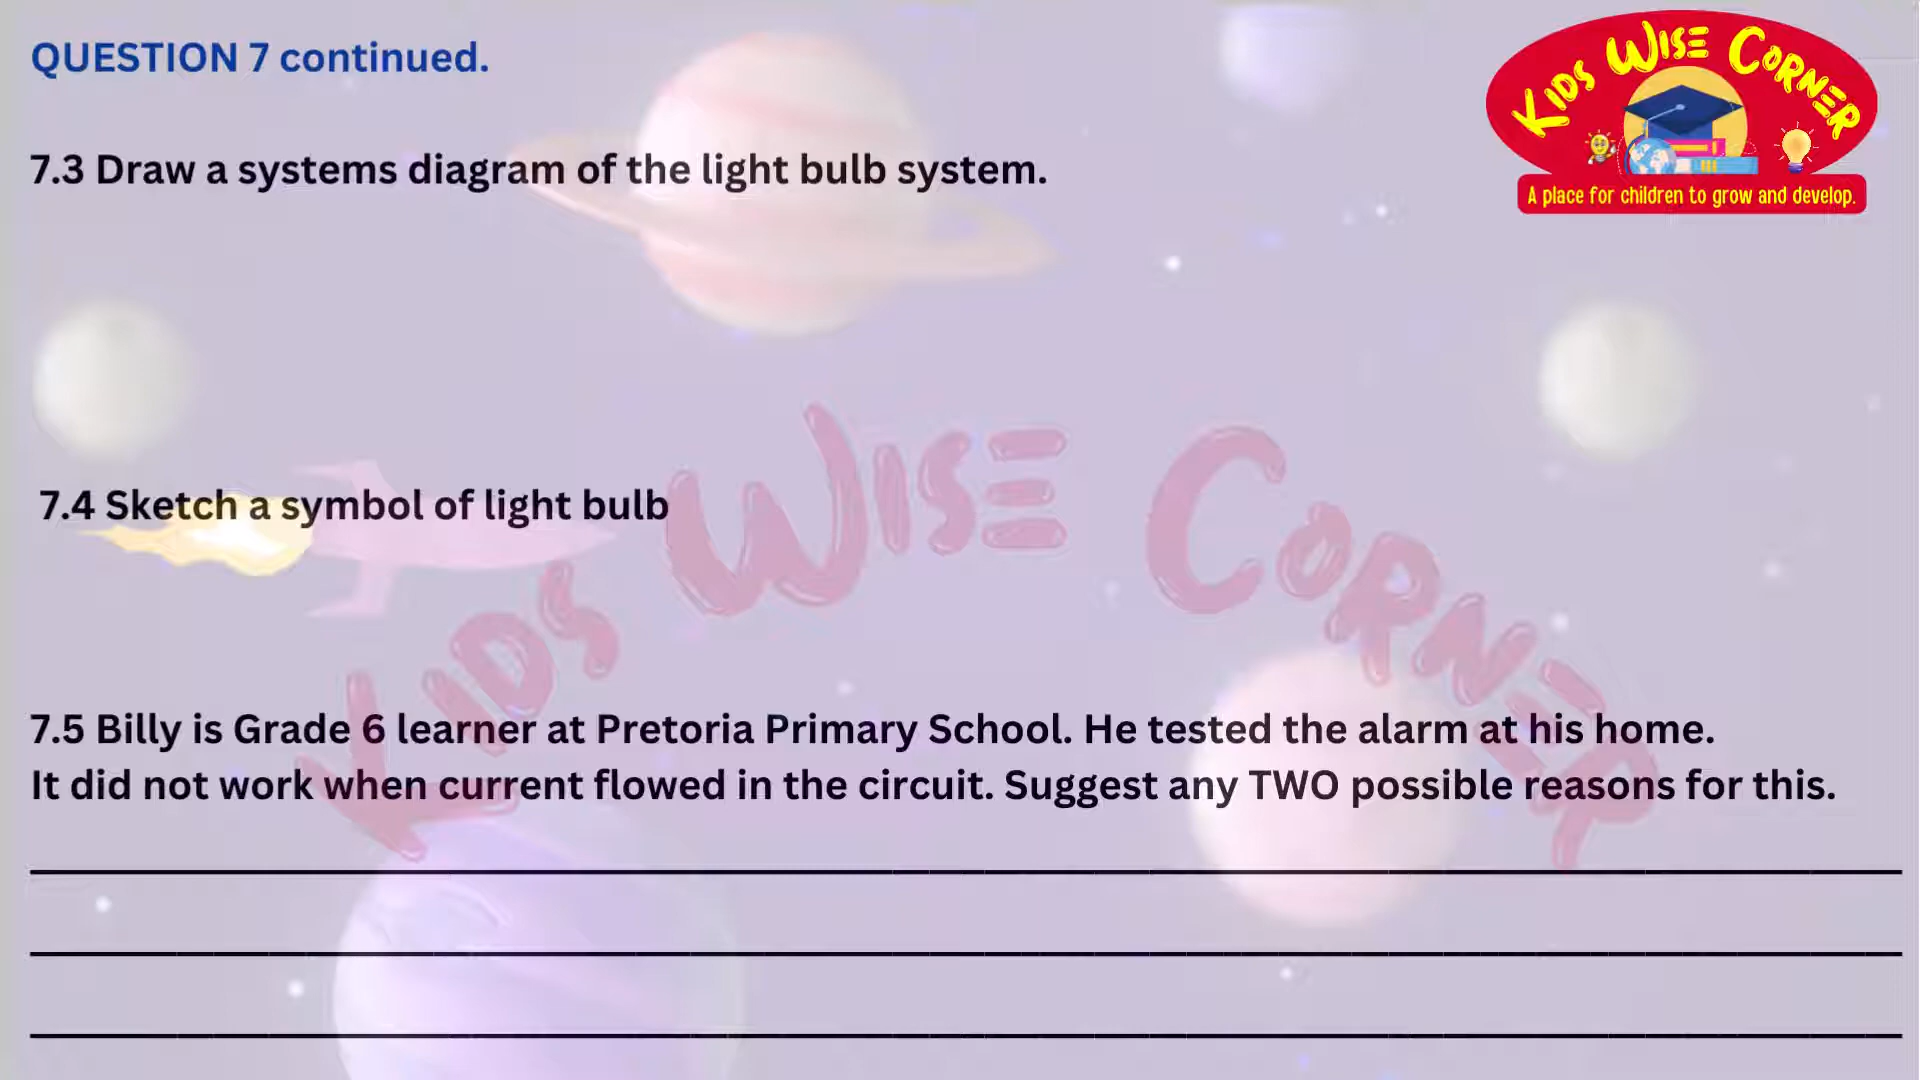 QUESTION 7 continued.
KIDS WISE CORNER
A place for children to grow and develop.
7.3 Draw a systems diagram of the light bulb system.
7.4 Sketch a symbol of light bulb
KIDS WISE CORNER
7.5 Billy is Grade 6 learner at Pretoria Primary School. He tested the alarm at his home.
It did not work when current flowed in the circuit. Suggest any TWO possible reasons for this.